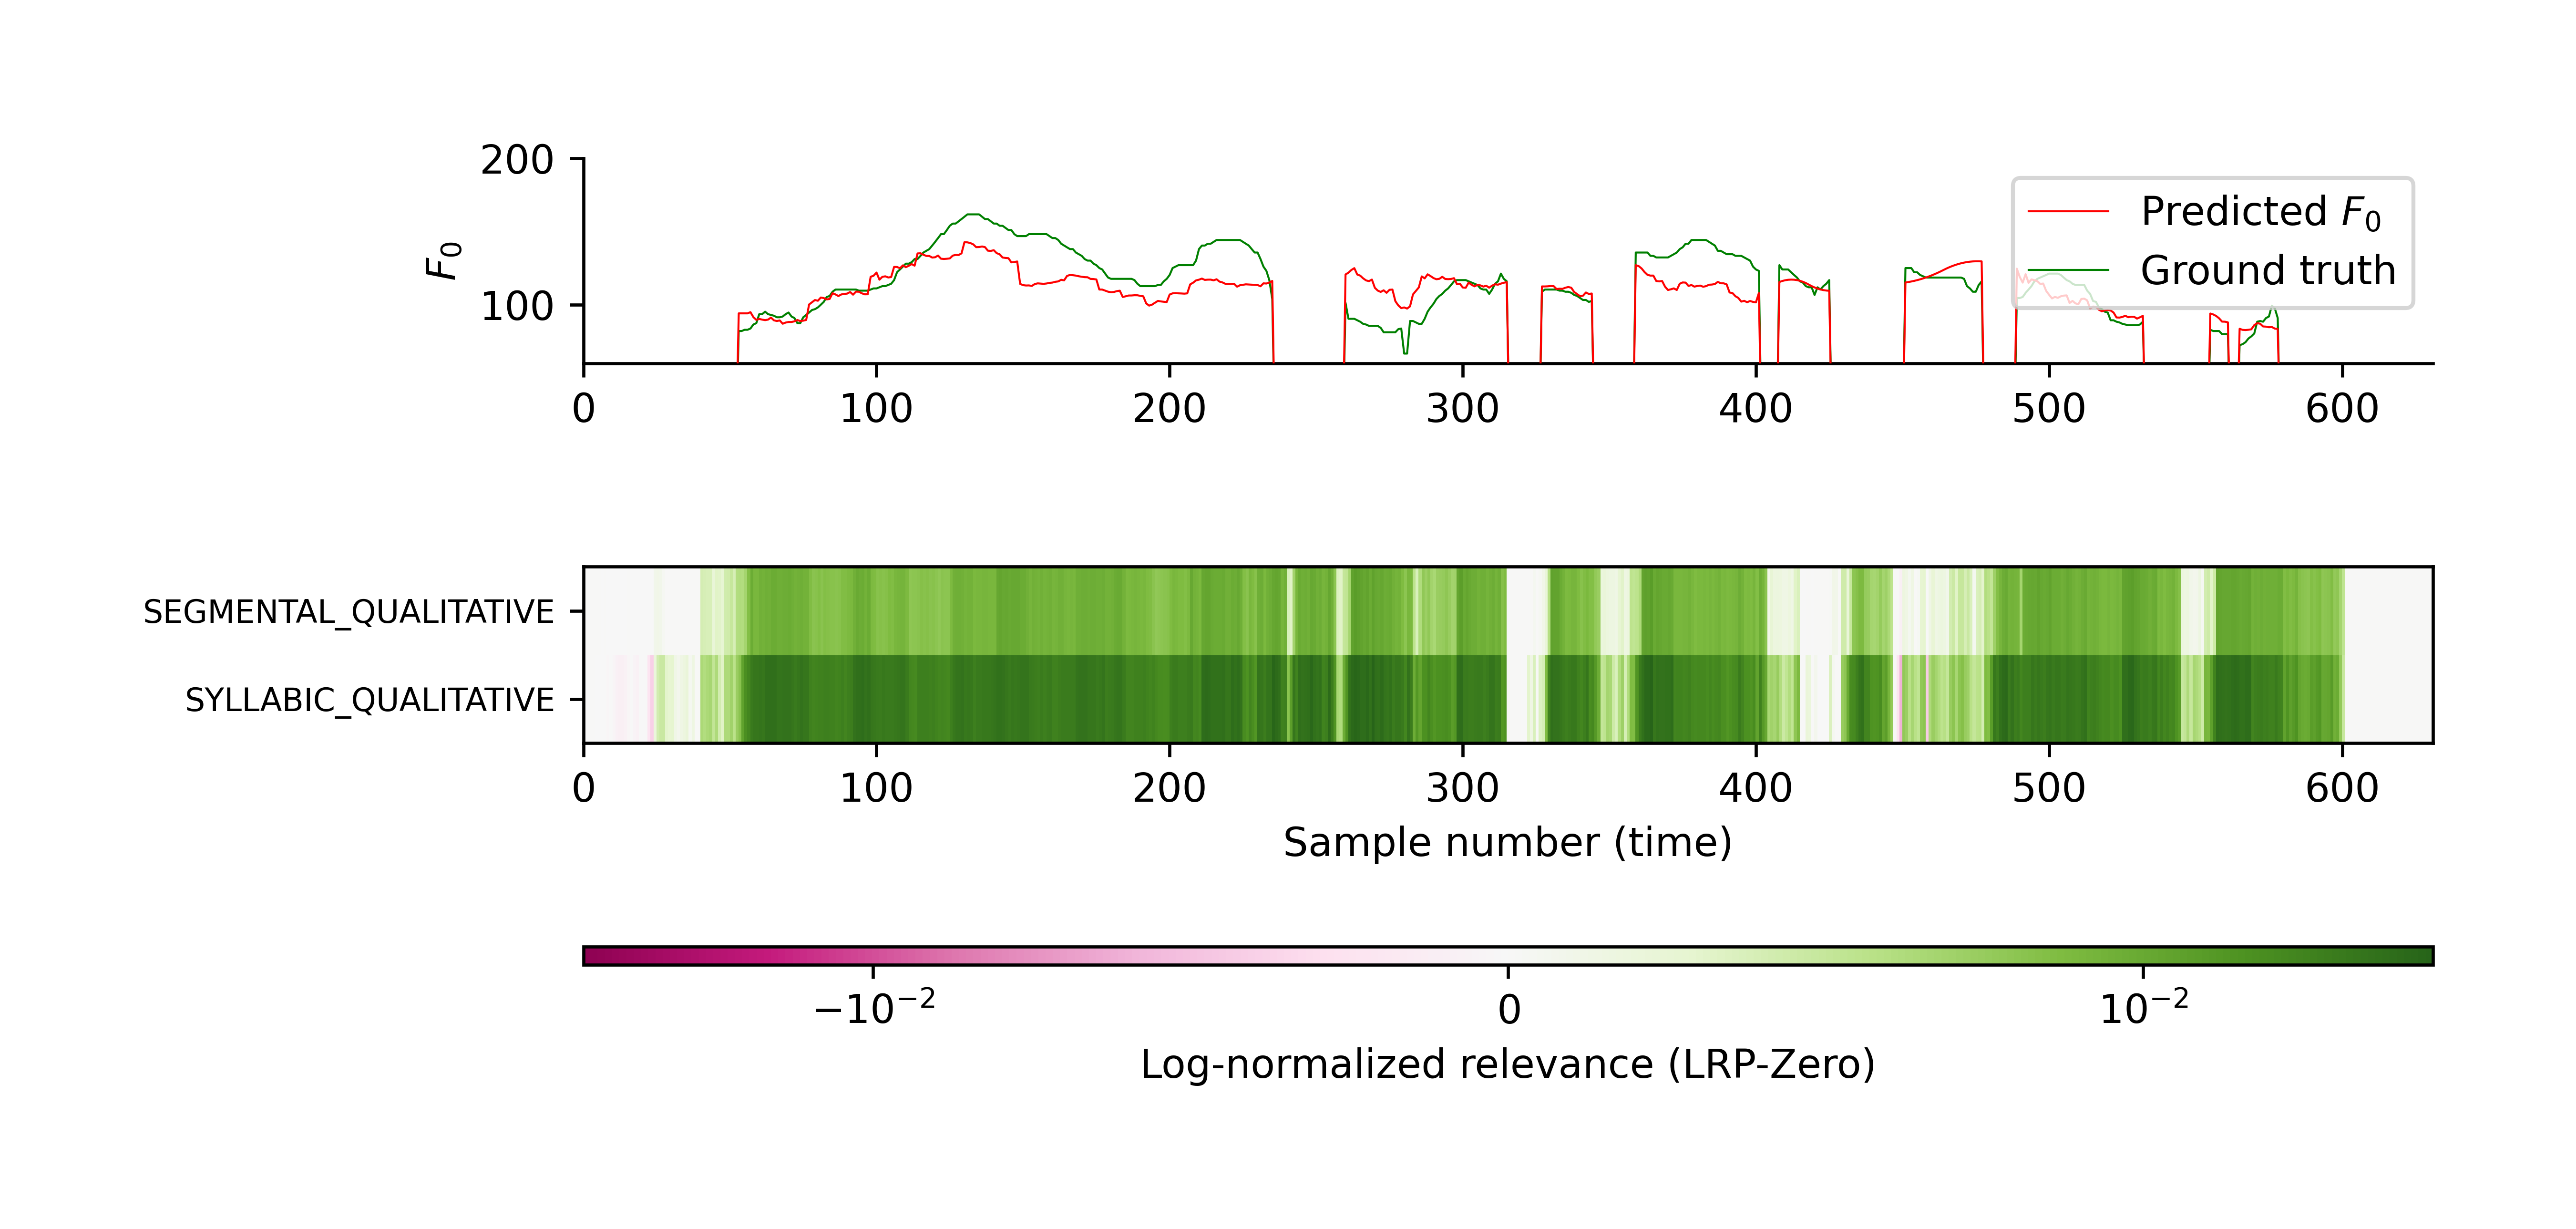 200
100
F₀
Predicted F₀
Ground truth
0 100 200 300 400 500 600
SEGMENTAL_QUALITATIVE
SYLLABIC_QUALITATIVE
0 100 200 300 400 500 600
Sample number (time)
−10⁻² 0 10⁻²
Log-normalized relevance (LRP-Zero)